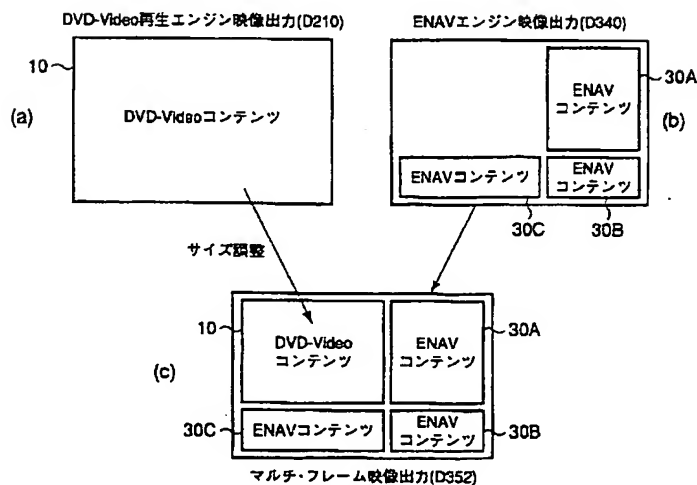 DVD-Video再生エンジン映像出力(D210)
10
(a)
DVD-Videoコンテンツ
ENAVエンジン映像出力(D340)
30A
ENAV
コンテンツ
(b)
ENAVコンテンツ
ENAV
コンテンツ
30C
30B
サイズ調整
10
DVD-Video
コンテンツ
ENAV
コンテンツ
30A
(c)
30C
ENAVコンテンツ
ENAV
コンテンツ
30B
マルチ・フレーム映像出力(D352)